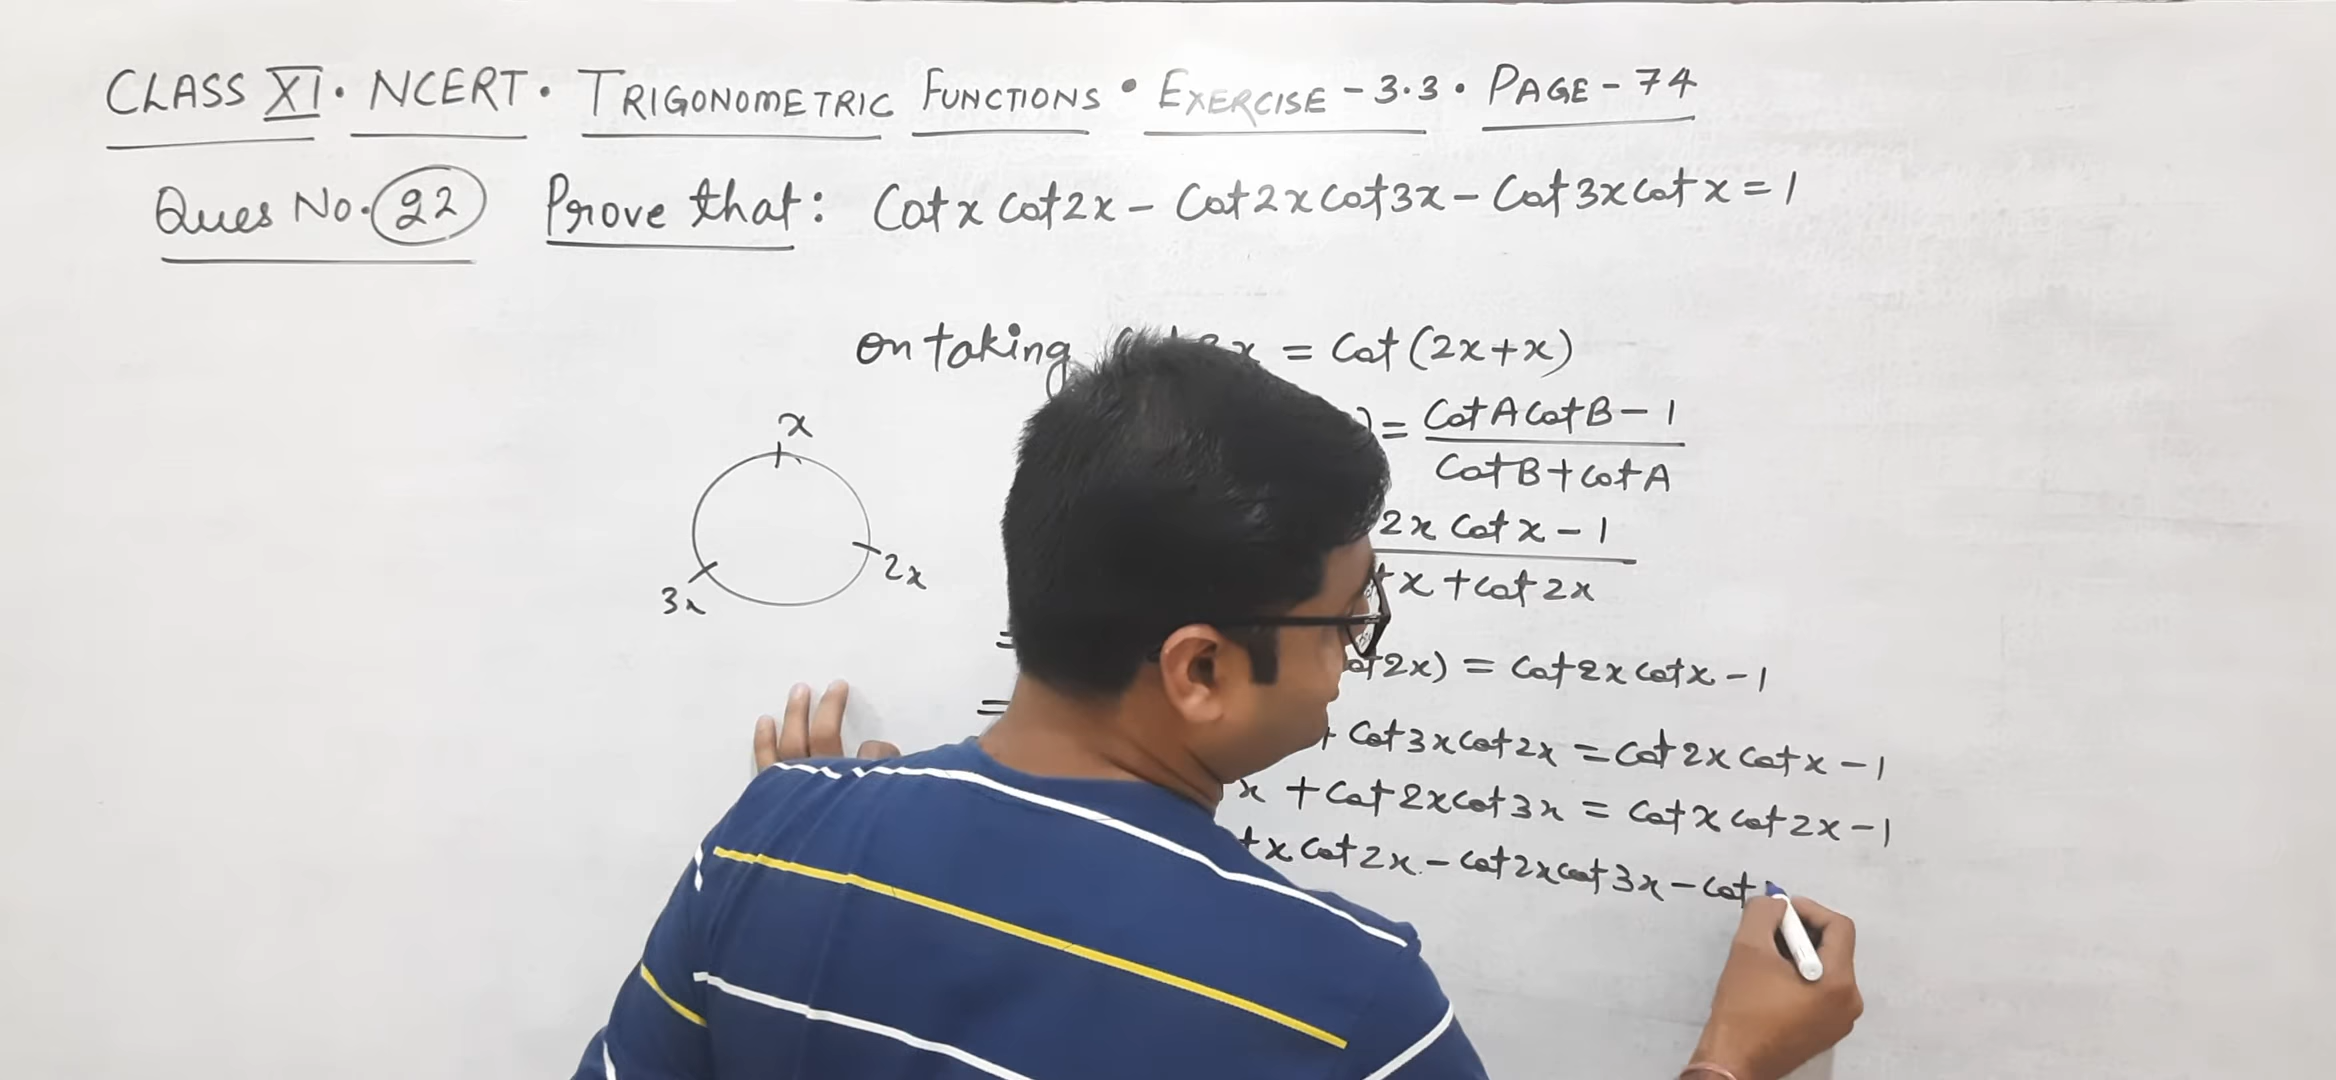 CLASS XI · NCERT · TRIGONOMETRIC FUNCTIONS · EXERCISE - 3.3 · PAGE - 74
Ques No. 22 Prove that: Cot x cot 2x - Cot 2x cot 3x - Cot 3x cot x = 1
on taking = Cot (2x + x)
) = Cot A Cot B - 1
Cot B + Cot A
x
2x Cot x - 1
x + Cot 2x
2x
3x
=
ot 2x) = Cot 2x cot x - 1
=
+ Cot 3x cot 2x = Cot 2x Cot x - 1
x + Cot 2x cot 3x = Cot x cot 2x - 1
x Cot 2x - Cot 2x cot 3x - Cot